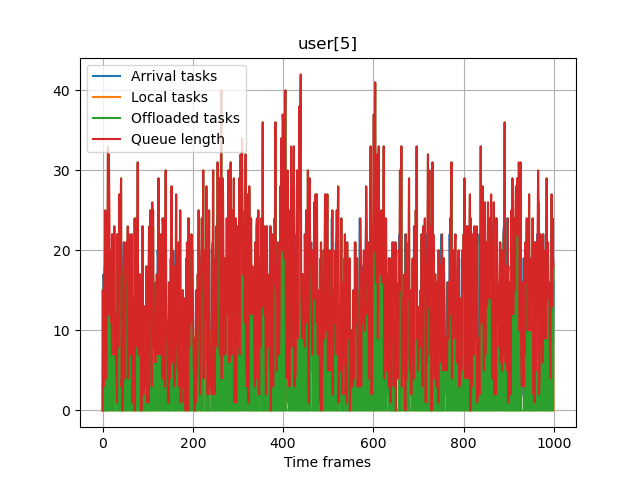 user[5]
Arrival tasks
Local tasks
Offloaded tasks
Queue length
40
30
20
10
0
0 200 400 600 800 1000
Time frames